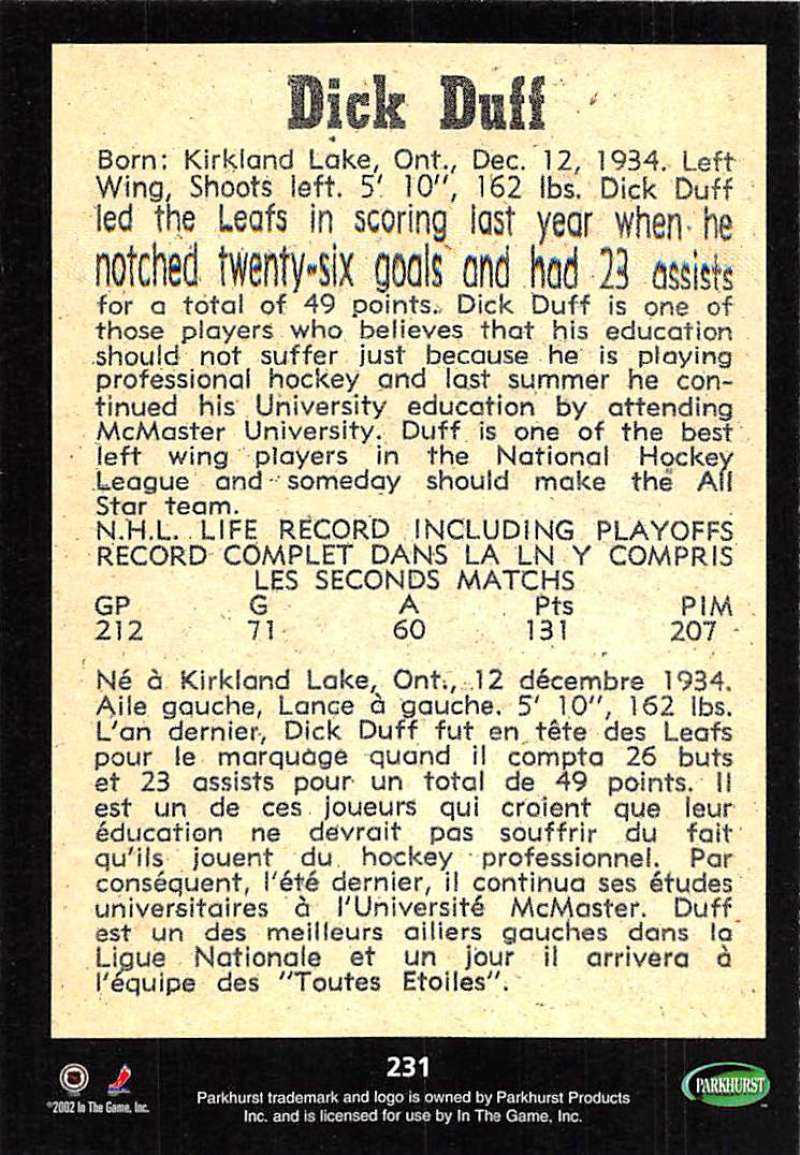 Dick Duff
Born: Kirkland Lake, Ont., Dec. 12, 1934. Left
Wing, Shoots left. 5' 10", 162 lbs. Dick Duff
led the Leafs in scoring last year when he
notched twenty-six goals and had 23 assists
for a total of 49 points. Dick Duff is one of
those players who believes that his education
should not suffer just because he is playing
professional hockey and last summer he con-
tinued his University education by attending
McMaster University. Duff is one of the best
left wing players in the National Hockey
League and someday should make the All
Star team.
N.H.L. LIFE RECORD INCLUDING PLAYOFFS
RECORD COMPLET DANS LA LN Y COMPRIS
LES SECONDS MATCHS
GP G A Pts PIM
212 71 60 131 207
Né à Kirkland Lake, Ont., 12 décembre 1934.
Aile gauche, Lance à gauche. 5' 10", 162 lbs.
L'an dernier, Dick Duff fut en tête des Leafs
pour le marquage quand il compta 26 buts
et 23 assists pour un total de 49 points. Il
est un de ces joueurs qui croient que leur
éducation ne devrait pas souffrir du fait
qu'ils jouent du hockey professionnel. Par
conséquent, l'été dernier, il continua ses études
universitaires à l'Université McMaster. Duff
est un des meilleurs ailiers gauches dans la
Ligue Nationale et un jour il arrivera à
l'équipe des "Toutes Etoiles".
231
©2002 In The Game, Inc.
Parkhurst trademark and logo is owned by Parkhurst Products
Inc. and is licensed for use by In The Game, Inc.
PARKHURST